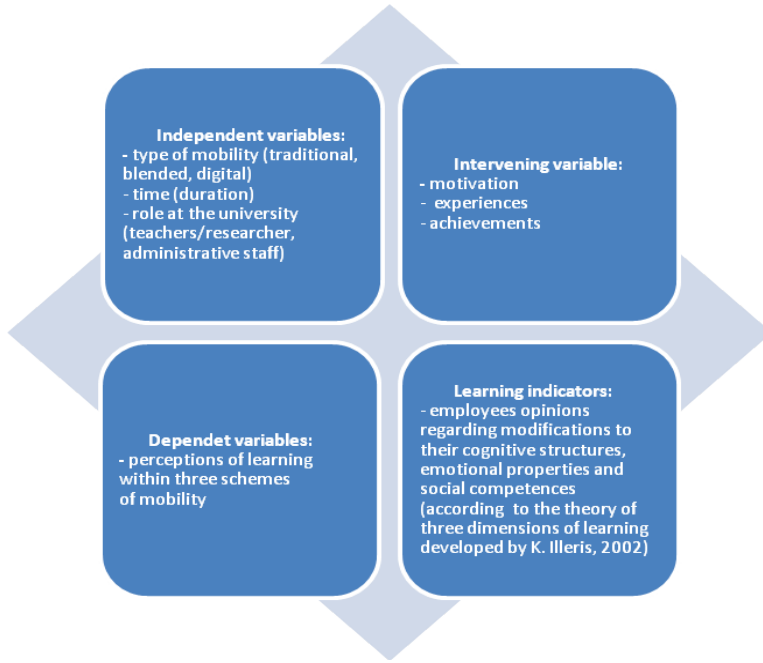 Independent variables:
- type of mobility (traditional,
blended, digital)
- time (duration)
- role at the university
(teachers/researcher,
administrative staff)
Intervening variable:
- motivation
- experiences
- achievements
Dependet variables:
- perceptions of learning
within three schemes
of mobility
Learning indicators:
- employees opinions
regarding modifications to
their cognitive structures,
emotional properties and
social competences
(according to the theory of
three dimensions of learning
developed by K. Illeris, 2002)